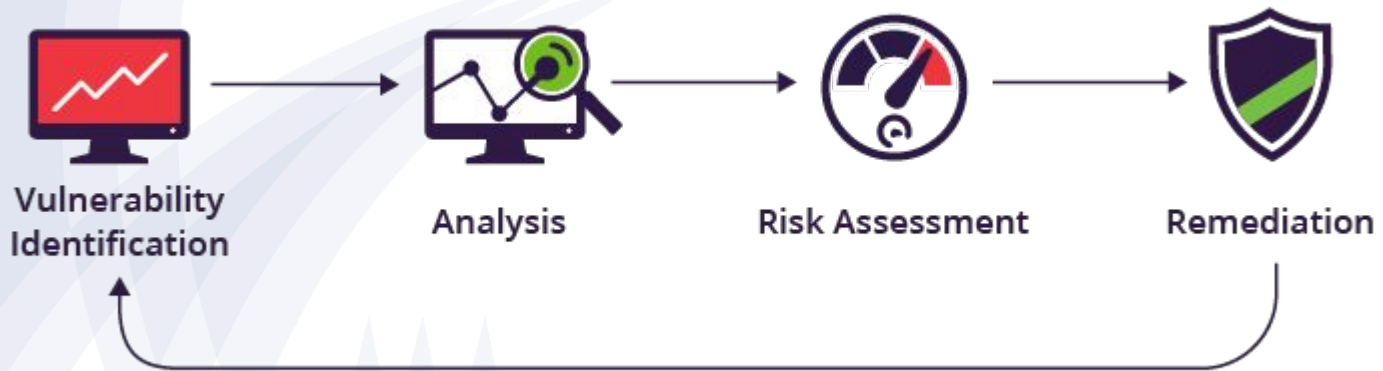 Vulnerability
Identification
Analysis
Risk Assessment
Remediation